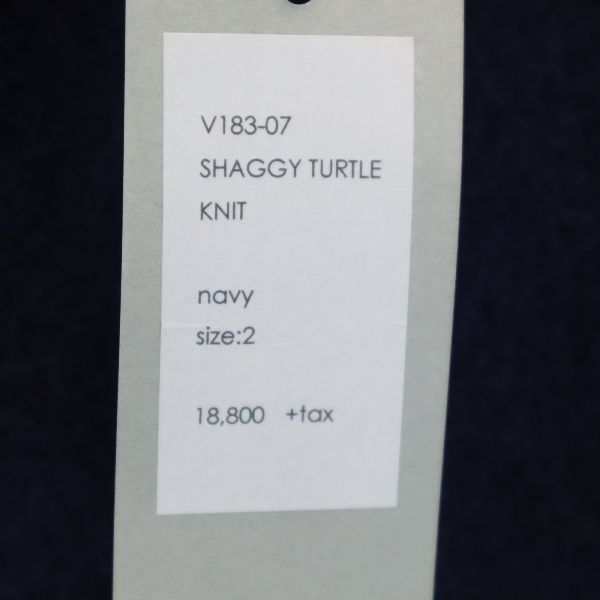 V183-07
SHAGGY TURTLE
KNIT
navy
size:2
18,800 +tax